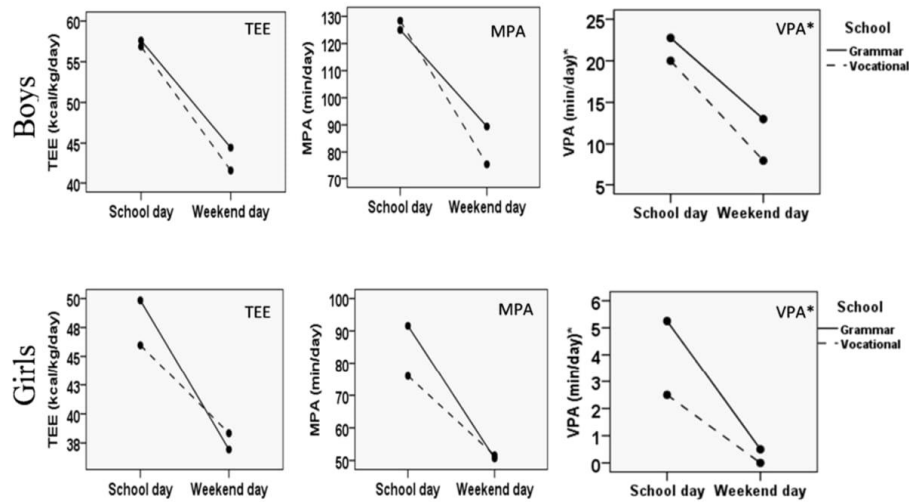 Boys
TEE (kcal/kg/day)
60
55
50
45
40
TEE
School day
Weekend day
MPA (min/day)
130
120
110
100
90
80
70
MPA
School day
Weekend day
VPA (min/day)*
25
20
15
10
5
VPA*
School day
Weekend day
School
Grammar
Vocational
Girls
TEE (kcal/kg/day)
50
48
45
43
40
38
TEE
School day
Weekend day
MPA (min/day)
100
90
80
70
60
50
MPA
School day
Weekend day
VPA (min/day)*
6
5
4
3
2
1
0
VPA*
School day
Weekend day
School
Grammar
Vocational